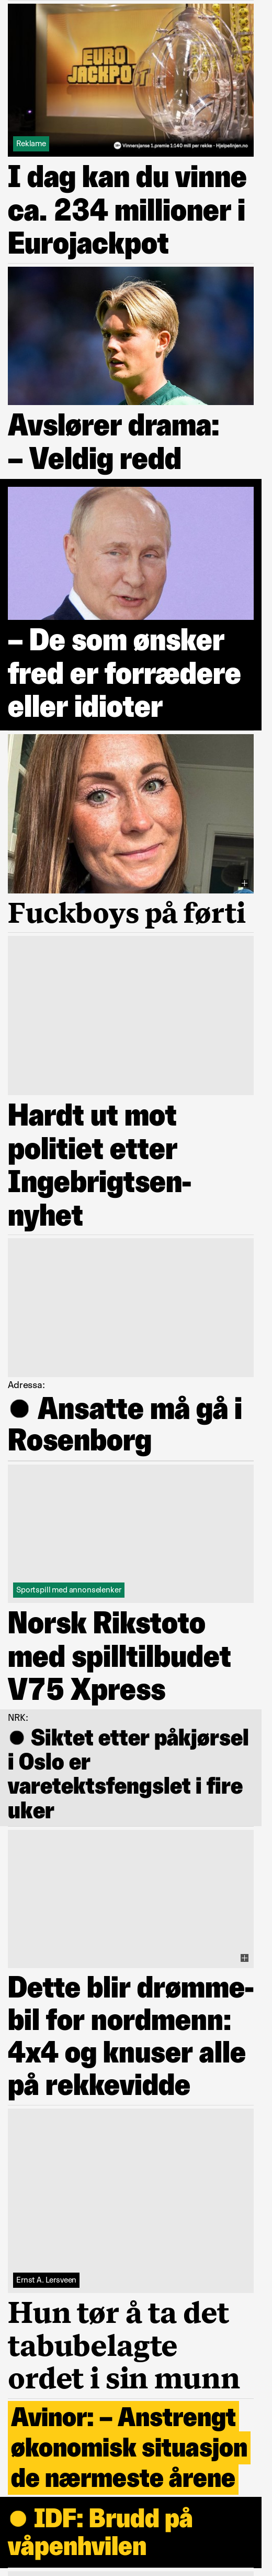 EURO
JACKPOT
Reklame
Vinnersjanse 1.premie 1:140 mill per rekke - Hjelpelinjen.no
I dag kan du vinne
ca. 234 millioner i
Eurojackpot
Avslører drama:
– Veldig redd
– De som ønsker
fred er forrædere
eller idioter
Fuckboys på førti
Hardt ut mot
politiet etter
Ingebrigtsen-
nyhet
Adressa:
● Ansatte må gå i
Rosenborg
Sportspill med annonselenker
Norsk Rikstoto
med spilltilbudet
V75 Xpress
NRK:
● Siktet etter påkjørsel
i Oslo er
varetektsfengslet i fire
uker
Dette blir drømme-
bil for nordmenn:
4x4 og knuser alle
på rekkevidde
Ernst A. Lersveen
Hun tør å ta det
tabubelagte
ordet i sin munn
Avinor: – Anstrengt
økonomisk situasjon
de nærmeste årene
● IDF: Brudd på
våpenhvilen